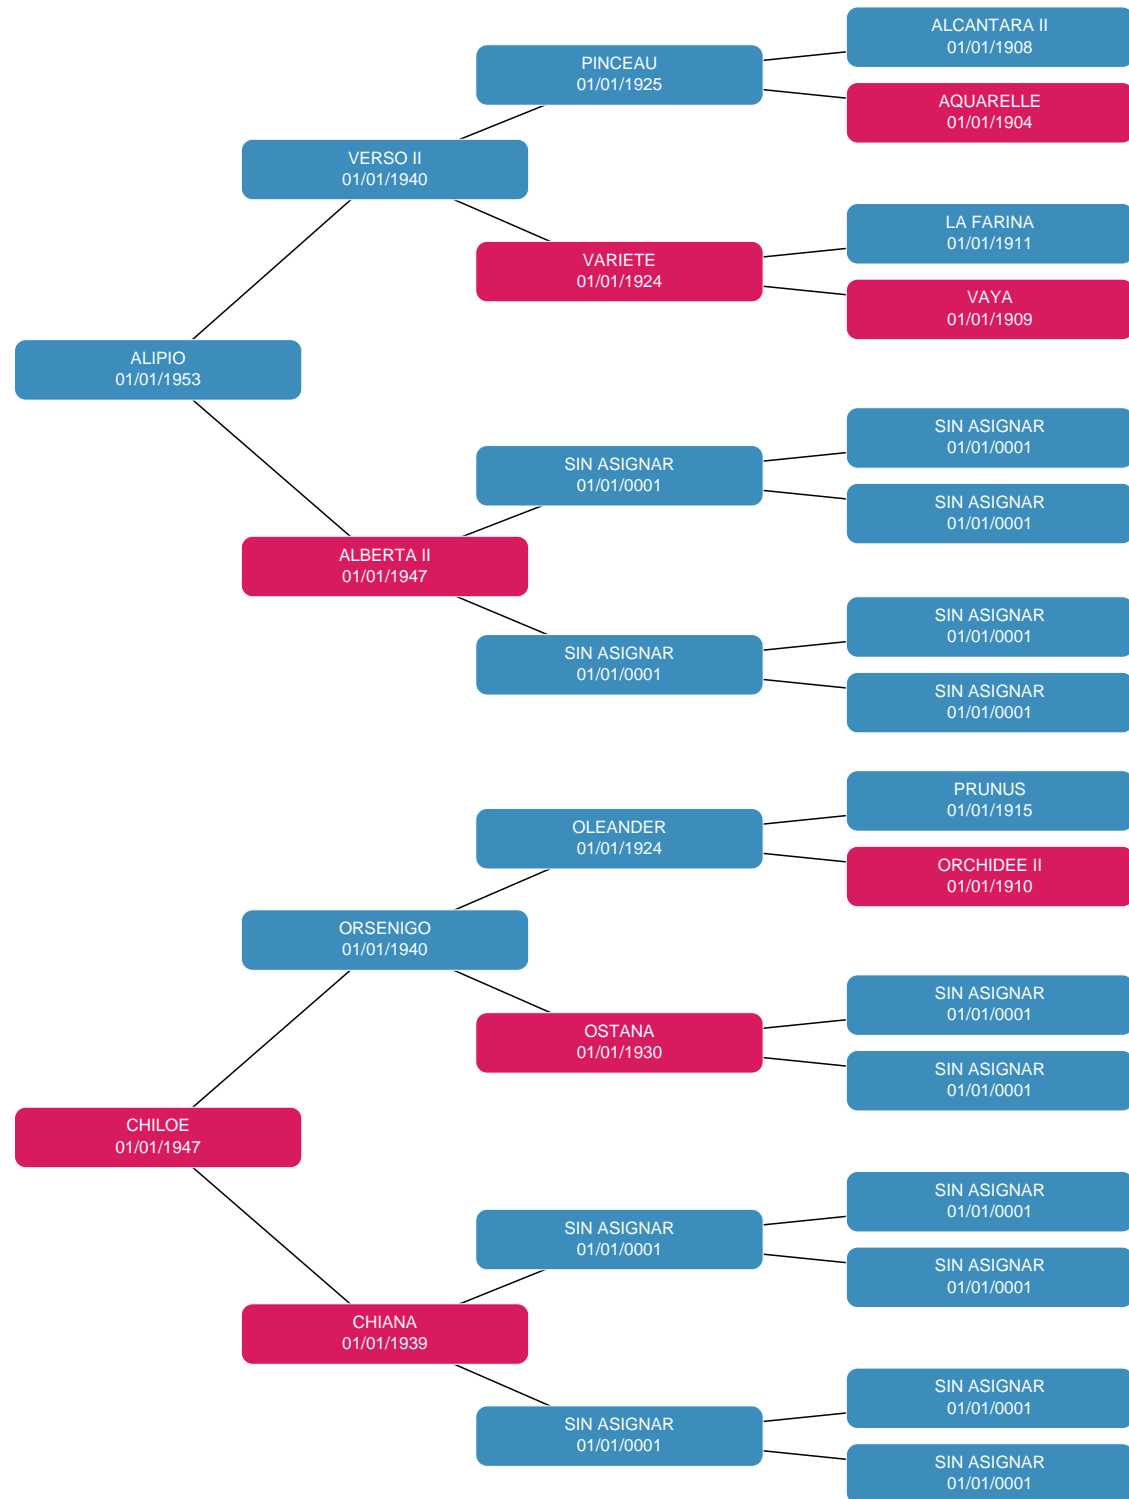 ALCANTARA II
01/01/1908
PINCEAU
01/01/1925
AQUARELLE
01/01/1904
VERSO II
01/01/1940
LA FARINA
01/01/1911
VARIETE
01/01/1924
VAYA
01/01/1909
ALIPIO
01/01/1953
SIN ASIGNAR
01/01/0001
SIN ASIGNAR
01/01/0001
SIN ASIGNAR
01/01/0001
ALBERTA II
01/01/1947
SIN ASIGNAR
01/01/0001
SIN ASIGNAR
01/01/0001
SIN ASIGNAR
01/01/0001
PRUNUS
01/01/1915
OLEANDER
01/01/1924
ORCHIDEE II
01/01/1910
ORSENIGO
01/01/1940
SIN ASIGNAR
01/01/0001
OSTANA
01/01/1930
SIN ASIGNAR
01/01/0001
CHILOE
01/01/1947
SIN ASIGNAR
01/01/0001
SIN ASIGNAR
01/01/0001
SIN ASIGNAR
01/01/0001
CHIANA
01/01/1939
SIN ASIGNAR
01/01/0001
SIN ASIGNAR
01/01/0001
SIN ASIGNAR
01/01/0001